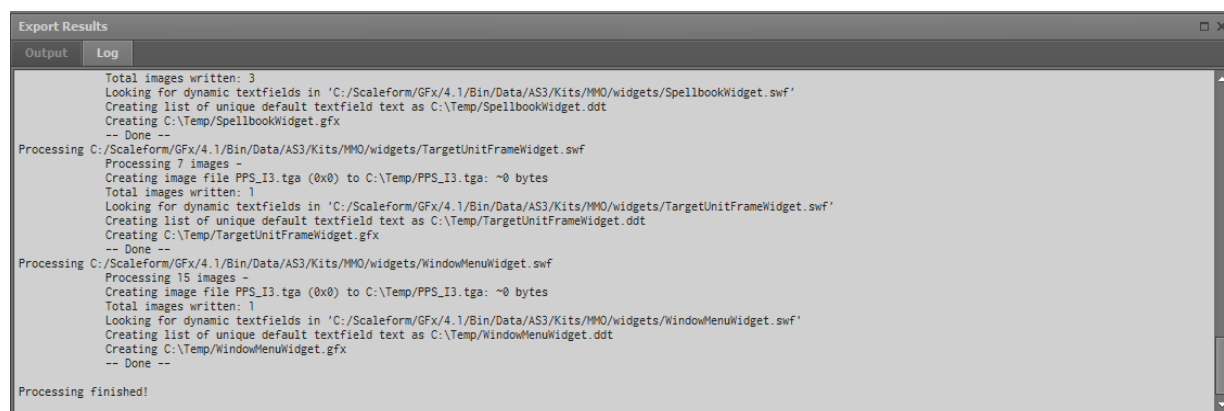 Export Results
Output Log
Total images written: 3
Looking for dynamic textfields in 'C:/Scaleform/GFx/4.1/Bin/Data/AS3/Kits/MMO/widgets/SpellbookWidget.swf'
Creating list of unique default textfield text as C:\Temp/SpellbookWidget.ddt
Creating C:\Temp/SpellbookWidget.gfx
-- Done --
Processing C:/Scaleform/GFx/4.1/Bin/Data/AS3/Kits/MMO/widgets/TargetUnitFrameWidget.swf
Processing 7 images -
Creating image file PPS_I3.tga (0x0) to C:\Temp/PPS_I3.tga: ~0 bytes
Total images written: 1
Looking for dynamic textfields in 'C:/Scaleform/GFx/4.1/Bin/Data/AS3/Kits/MMO/widgets/TargetUnitFrameWidget.swf'
Creating list of unique default textfield text as C:\Temp/TargetUnitFrameWidget.ddt
Creating C:\Temp/TargetUnitFrameWidget.gfx
-- Done --
Processing C:/Scaleform/GFx/4.1/Bin/Data/AS3/Kits/MMO/widgets/WindowMenuWidget.swf
Processing 15 images -
Creating image file PPS_I3.tga (0x0) to C:\Temp/PPS_I3.tga: ~0 bytes
Total images written: 1
Looking for dynamic textfields in 'C:/Scaleform/GFx/4.1/Bin/Data/AS3/Kits/MMO/widgets/WindowMenuWidget.swf'
Creating list of unique default textfield text as C:\Temp/WindowMenuWidget.ddt
Creating C:\Temp/WindowMenuWidget.gfx
-- Done --
Processing finished!